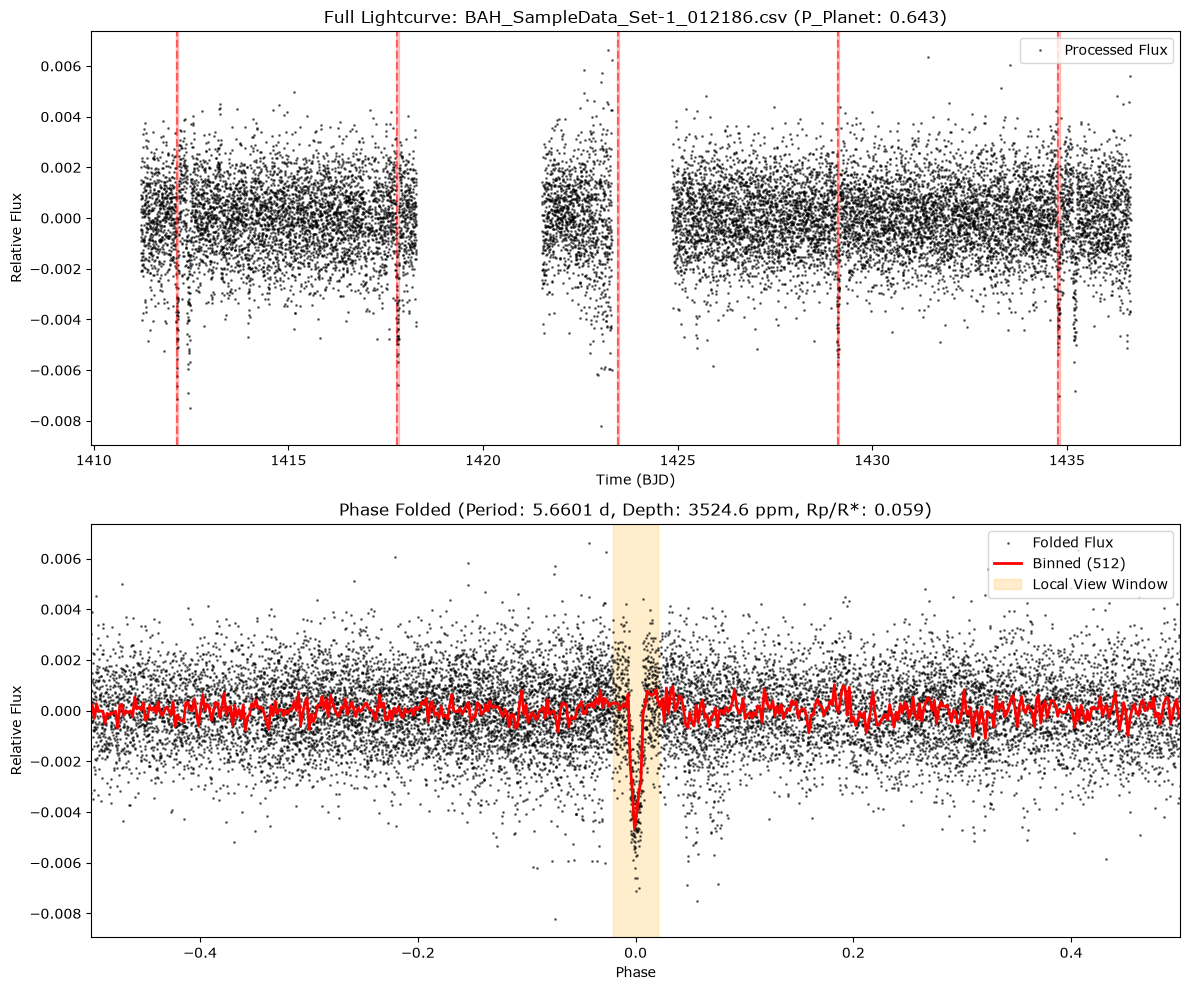 Full Lightcurve: BAH_SampleData_Set-1_012186.csv (P_Planet: 0.643)
Processed Flux
Relative Flux
0.006
0.004
0.002
0.000
−0.002
−0.004
−0.006
−0.008
1410
1415
1420
1425
1430
1435
Time (BJD)
Phase Folded (Period: 5.6601 d, Depth: 3524.6 ppm, Rp/R*: 0.059)
Folded Flux
Binned (512)
Local View Window
Relative Flux
0.006
0.004
0.002
0.000
−0.002
−0.004
−0.006
−0.008
−0.4
−0.2
0.0
0.2
0.4
Phase